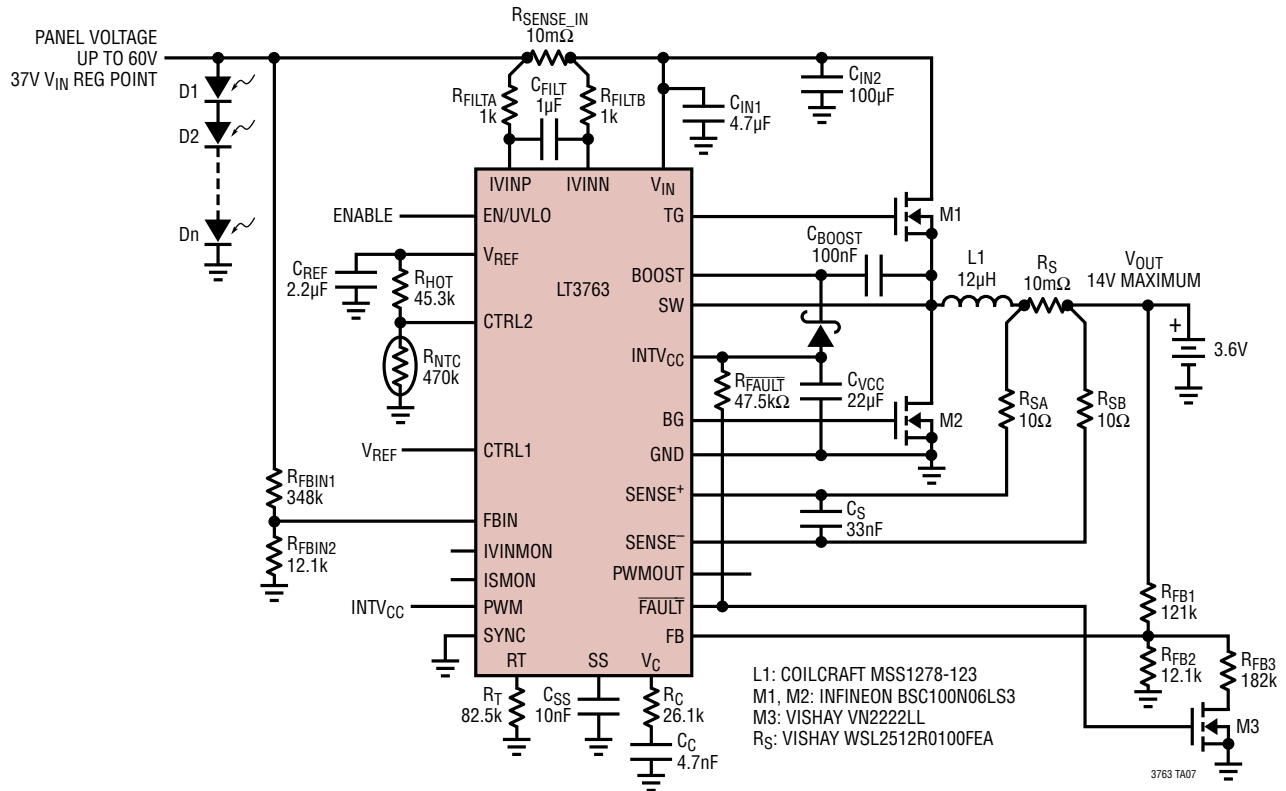 PANEL VOLTAGE
UP TO 60V
37V VIN REG POINT
D1
D2
Dn
RSENSE_IN
10mΩ
RFILTA
1k
CFILT
1µF
RFILTB
1k
CIN1
4.7µF
CIN2
100µF
IVINP
IVINN
VIN
ENABLE
EN/UVLO
TG
M1
CREF
2.2µF
VREF
RHOT
45.3k
CTRL2
RNTC
470k
LT3763
BOOST
CBOOST
100nF
SW
L1
12µH
RS
10mΩ
VOUT
14V MAXIMUM
+
3.6V
INTVCC
RFAULT
47.5kΩ
CVCC
22µF
BG
M2
GND
RSA
10Ω
RSB
10Ω
VREF
CTRL1
SENSE+
CS
33nF
SENSE–
RFBIN1
348k
FBIN
RFBIN2
12.1k
IVINMON
ISMON
PWMOUT
INTVCC
PWM
FAULT
SYNC
FB
RFB1
121k
RFB2
12.1k
RFB3
182k
M3
RT
SS
VC
RT
82.5k
CSS
10nF
RC
26.1k
CC
4.7nF
L1: COILCRAFT MSS1278-123
M1, M2: INFINEON BSC100N06LS3
M3: VISHAY VN2222LL
RS: VISHAY WSL2512R0100FEA
3763 TA07